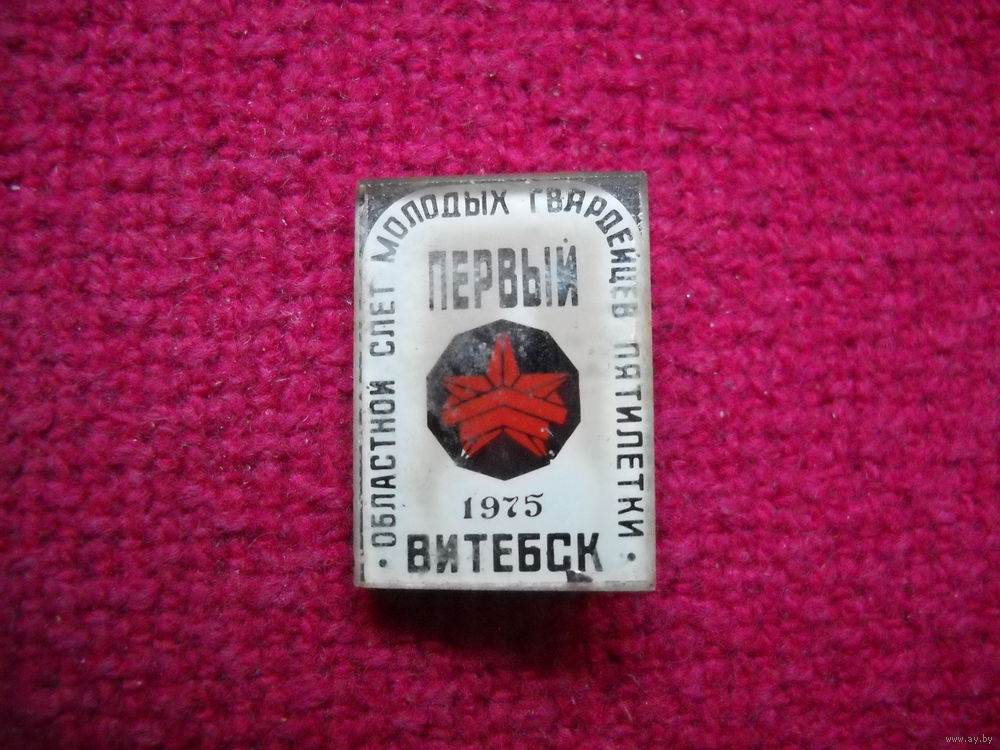 ПЕРВЫЙ
ОБЛАСТНОЙ СЛЕТ МОЛОДЫХ ГВАРДЕЙЦЕВ ПЯТИЛЕТКИ
1975
• ВИТЕБСК •
www.ay.by